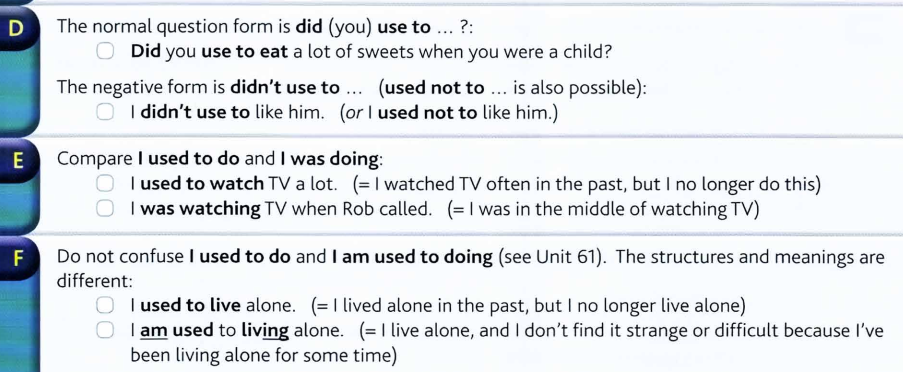 D
The normal question form is did (you) use to ... ?:
Did you use to eat a lot of sweets when you were a child?
The negative form is didn't use to ... (used not to ... is also possible):
I didn't use to like him. (or I used not to like him.)
E
Compare I used to do and I was doing:
I used to watch TV a lot. (= I watched TV often in the past, but I no longer do this)
I was watching TV when Rob called. (= I was in the middle of watching TV)
F
Do not confuse I used to do and I am used to doing (see Unit 61). The structures and meanings are
different:
I used to live alone. (= I lived alone in the past, but I no longer live alone)
I am used to living alone. (= I live alone, and I don't find it strange or difficult because I've
been living alone for some time)